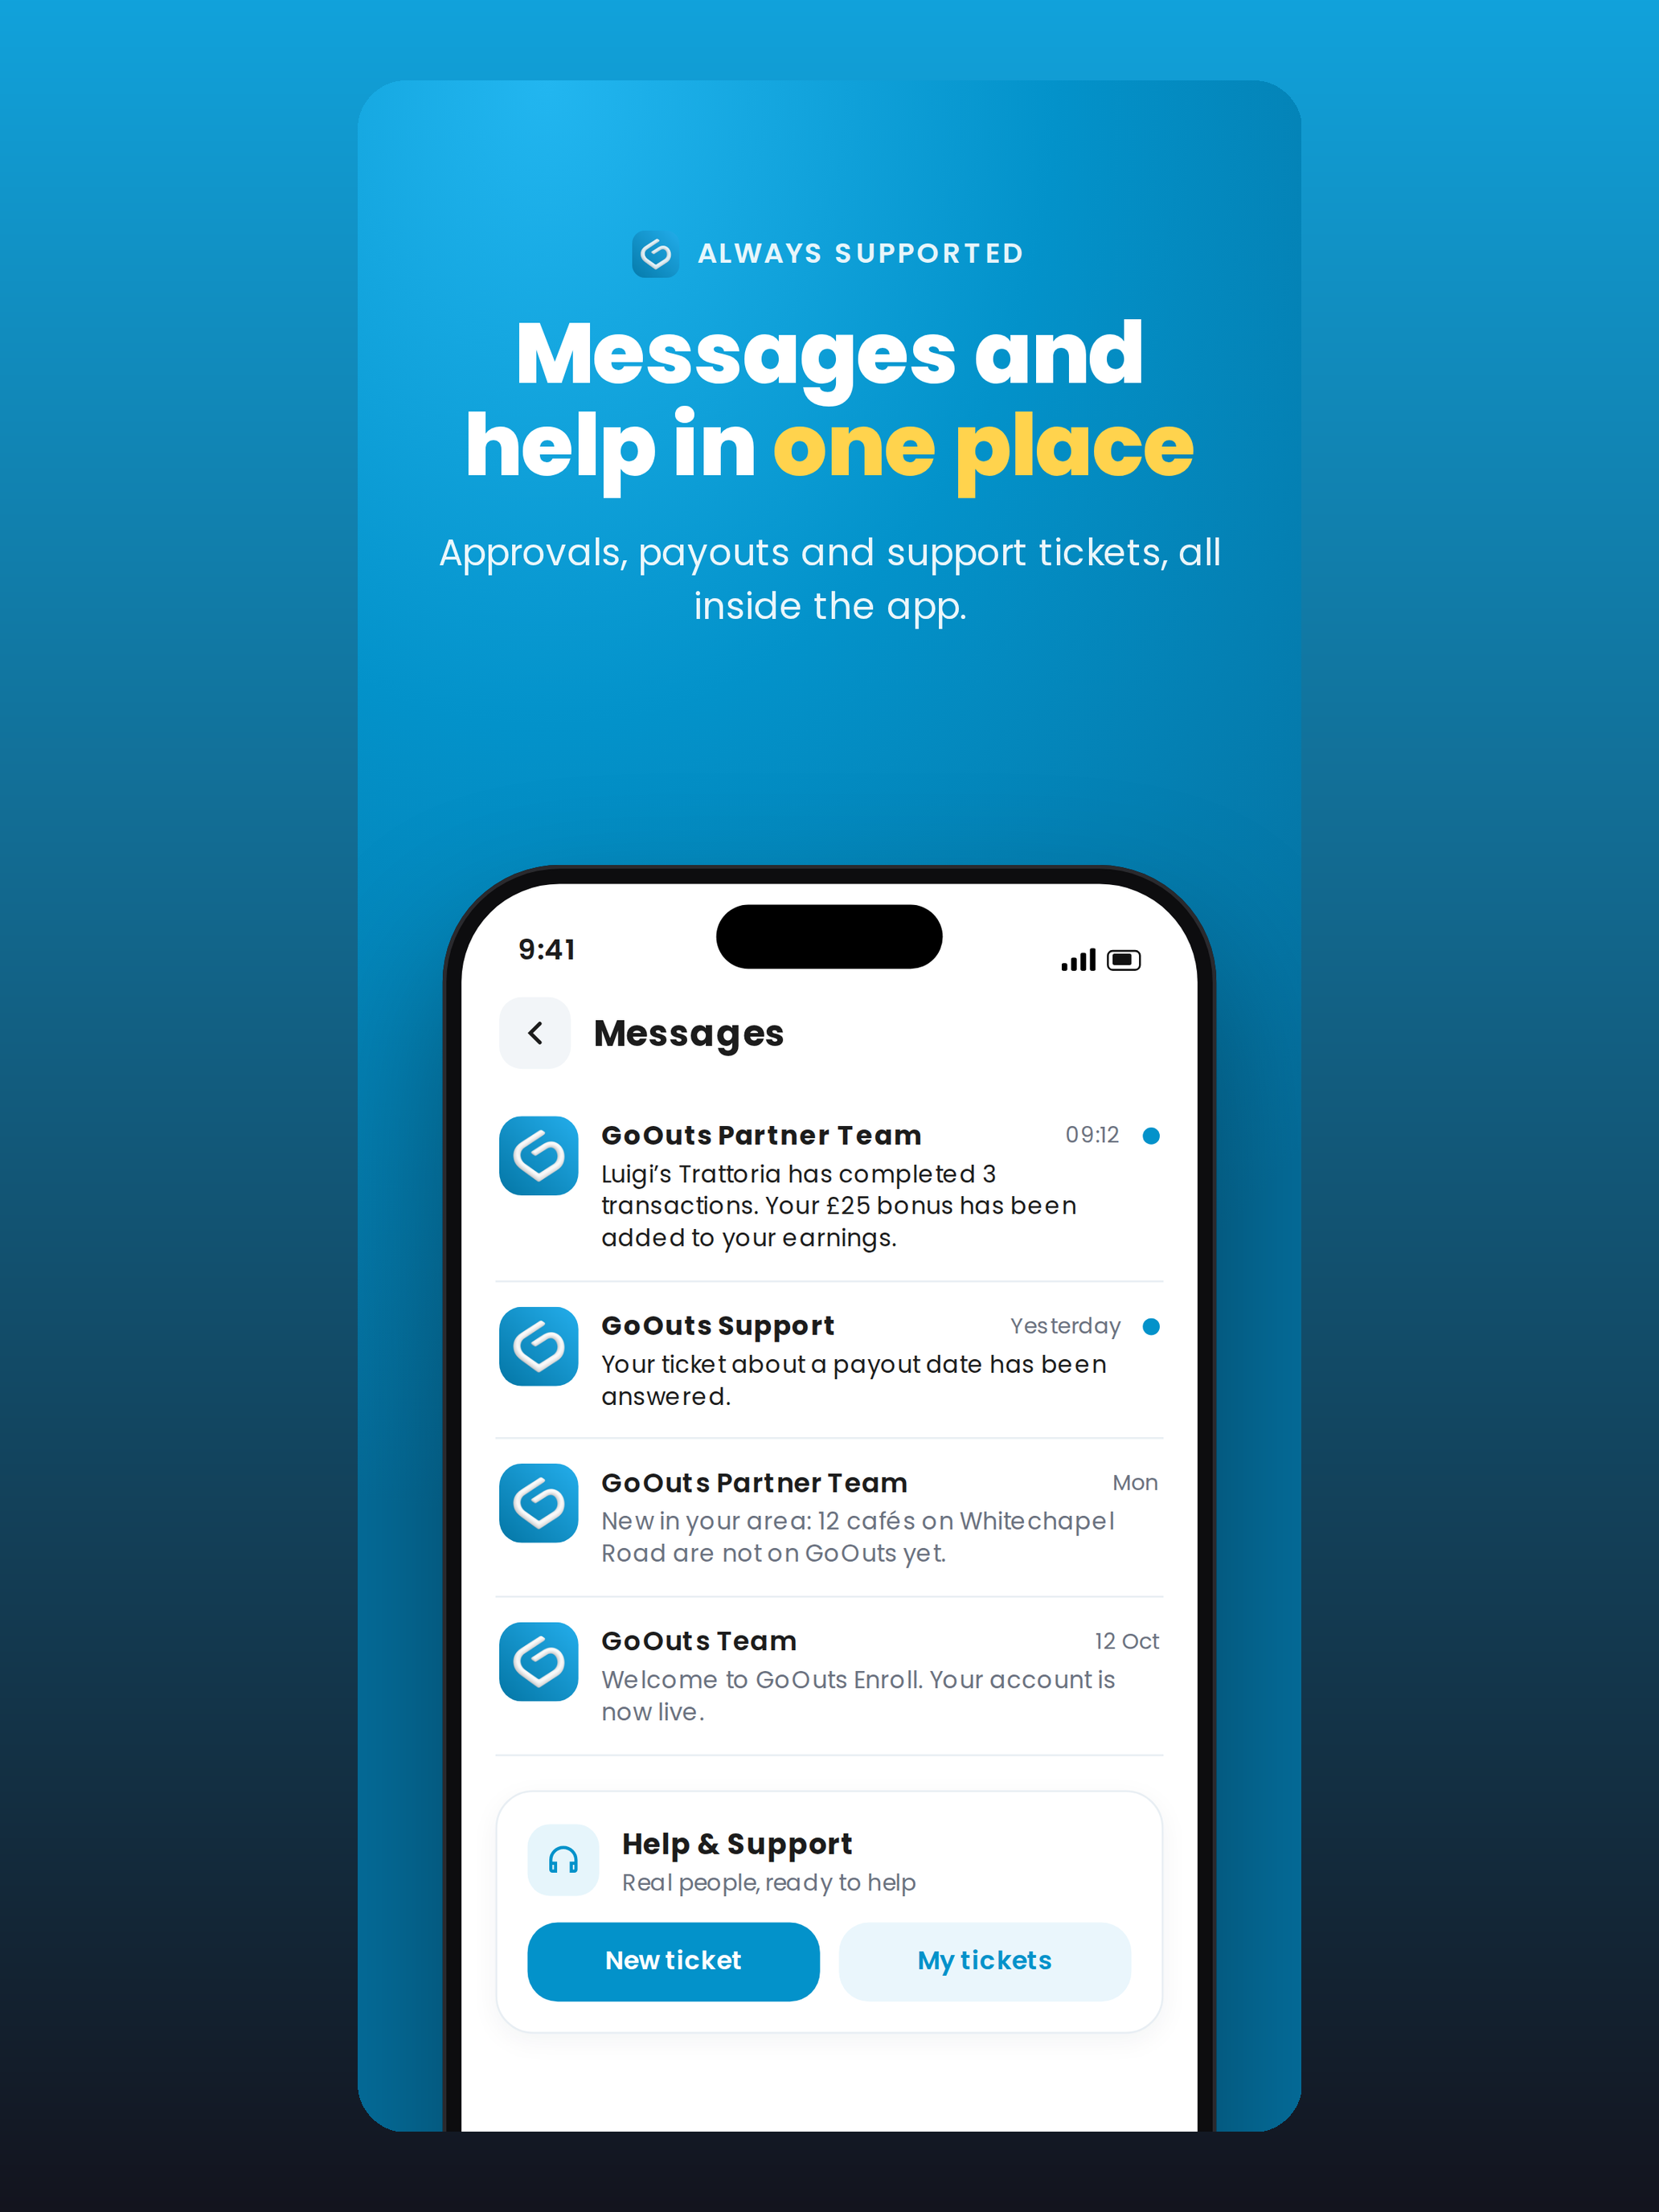 ALWAYS SUPPORTED
Messages and
help in one place
Approvals, payouts and support tickets, all
inside the app.
9:41
Messages
GoOuts Partner Team 09:12
Luigi’s Trattoria has completed 3
transactions. Your £25 bonus has been
added to your earnings.
GoOuts Support Yesterday
Your ticket about a payout date has been
answered.
GoOuts Partner Team Mon
New in your area: 12 cafés on Whitechapel
Road are not on GoOuts yet.
GoOuts Team 12 Oct
Welcome to GoOuts Enroll. Your account is
now live.
Help & Support
Real people, ready to help
New ticket My tickets